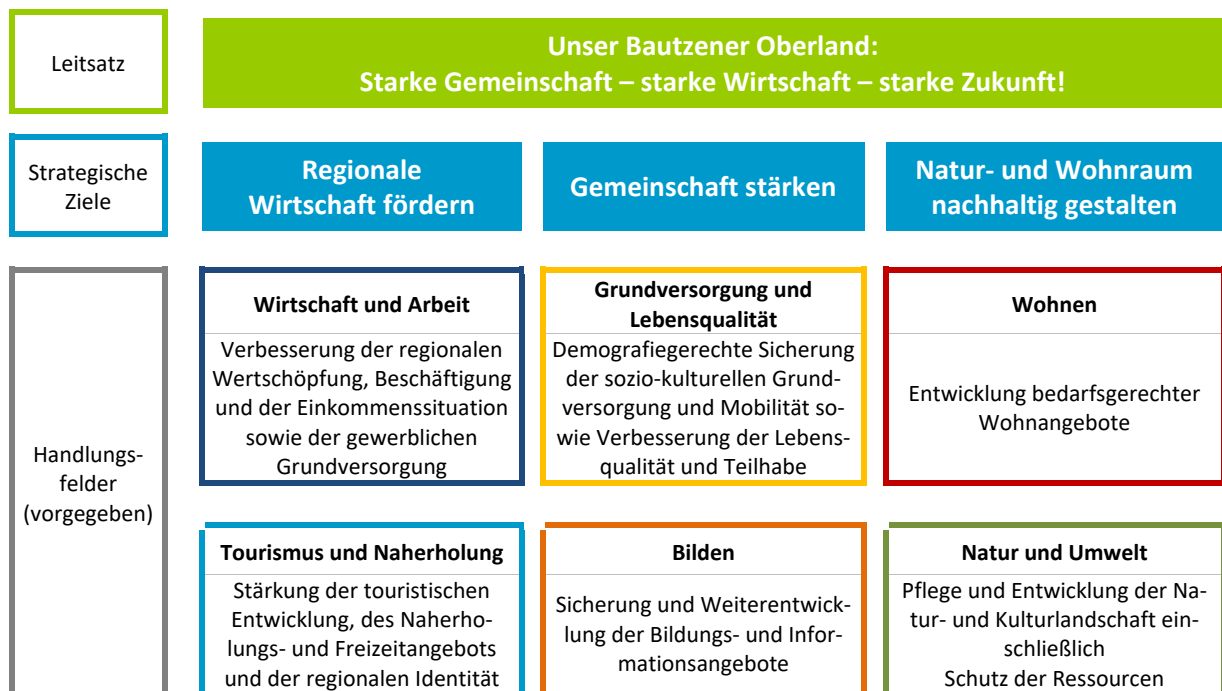 Leitsatz
Unser Bautzener Oberland:
Starke Gemeinschaft – starke Wirtschaft – starke Zukunft!
Strategische
Ziele
Regionale
Wirtschaft fördern
Gemeinschaft stärken
Natur- und Wohnraum
nachhaltig gestalten
Handlungs-
felder
(vorgegeben)
Wirtschaft und Arbeit
Verbesserung der regionalen
Wertschöpfung, Beschäftigung
und der Einkommenssituation
sowie der gewerblichen
Grundversorgung
Grundversorgung und
Lebensqualität
Demografiegerechte Sicherung
der sozio-kulturellen Grund-
versorgung und Mobilität so-
wie Verbesserung der Lebens-
qualität und Teilhabe
Wohnen
Entwicklung bedarfsgerechter
Wohnangebote
Tourismus und Naherholung
Stärkung der touristischen
Entwicklung, des Naherho-
lungs- und Freizeitangebots
und der regionalen Identität
Bilden
Sicherung und Weiterentwick-
lung der Bildungs- und Infor-
mationsangebote
Natur und Umwelt
Pflege und Entwicklung der Na-
tur- und Kulturlandschaft ein-
schließlich
Schutz der Ressourcen